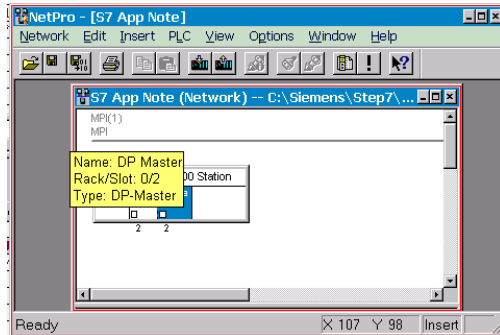 NetPro - [S7 App Note]
Network Edit Insert PLC View Options Window Help
S7 App Note (Network) -- C:\Siemens\Step7\...
MPI(1)
MPI
Name: DP Master
Rack/Slot: 0/2
Type: DP-Master
00 Station
2 2
Ready X 107 Y 98 Insert